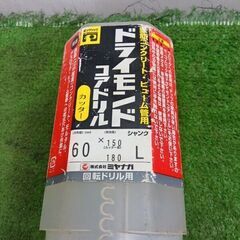 鉄筋コンクリート・ヒューム管用
ドライモンド
コアドリル
カッター
シャンク
60 × 150 L
180
株式会社ミヤナガ
回転ドリル用